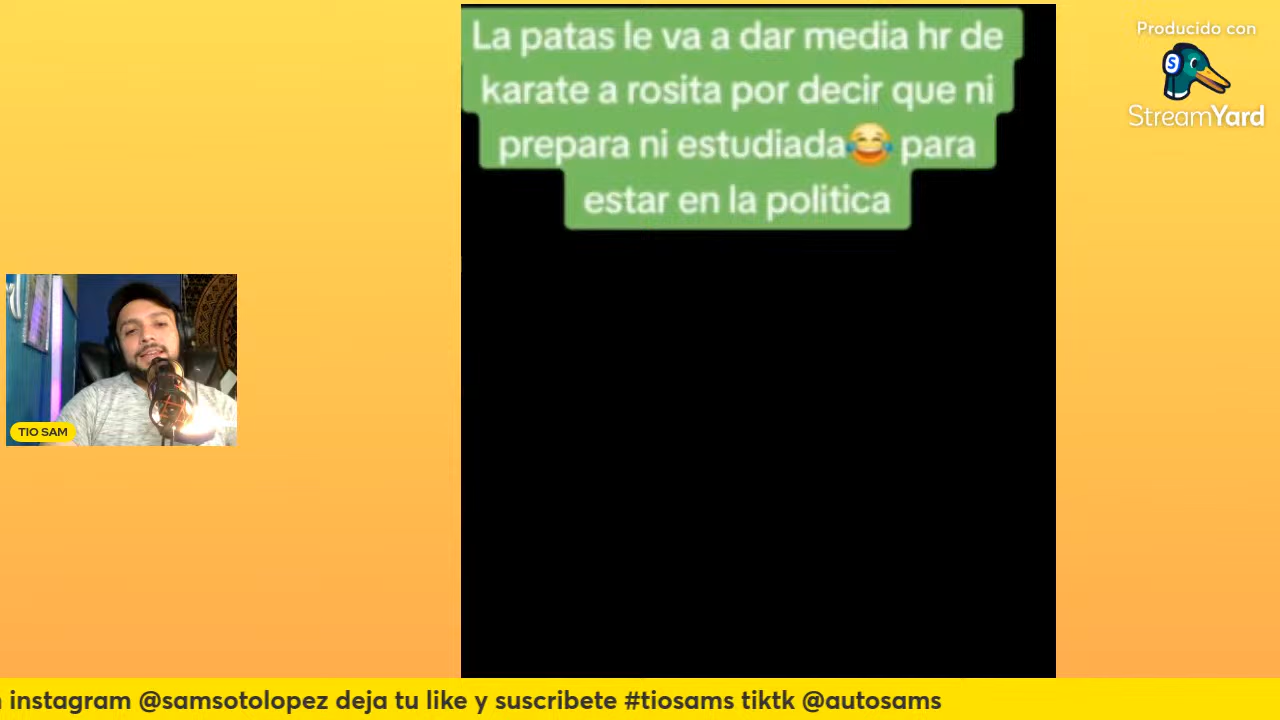 La patas le va a dar media hr de
karate a rosita por decir que ni
prepara ni estudiada😂 para
estar en la politica
Producido con
StreamYard
TIO SAM
instagram @samsotolopez deja tu like y suscribete #tiosams tiktk @autosams